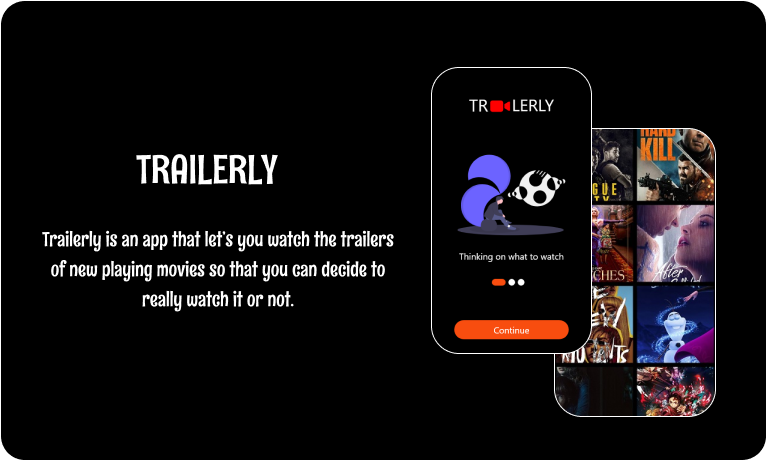 TRAILERLY
Trailerly is an app that let's you watch the trailers
of new playing movies so that you can decide to
really watch it or not.
TR LERLY
Thinking on what to watch
Continue
HARD
KILL
GUE
TY
CHES
After